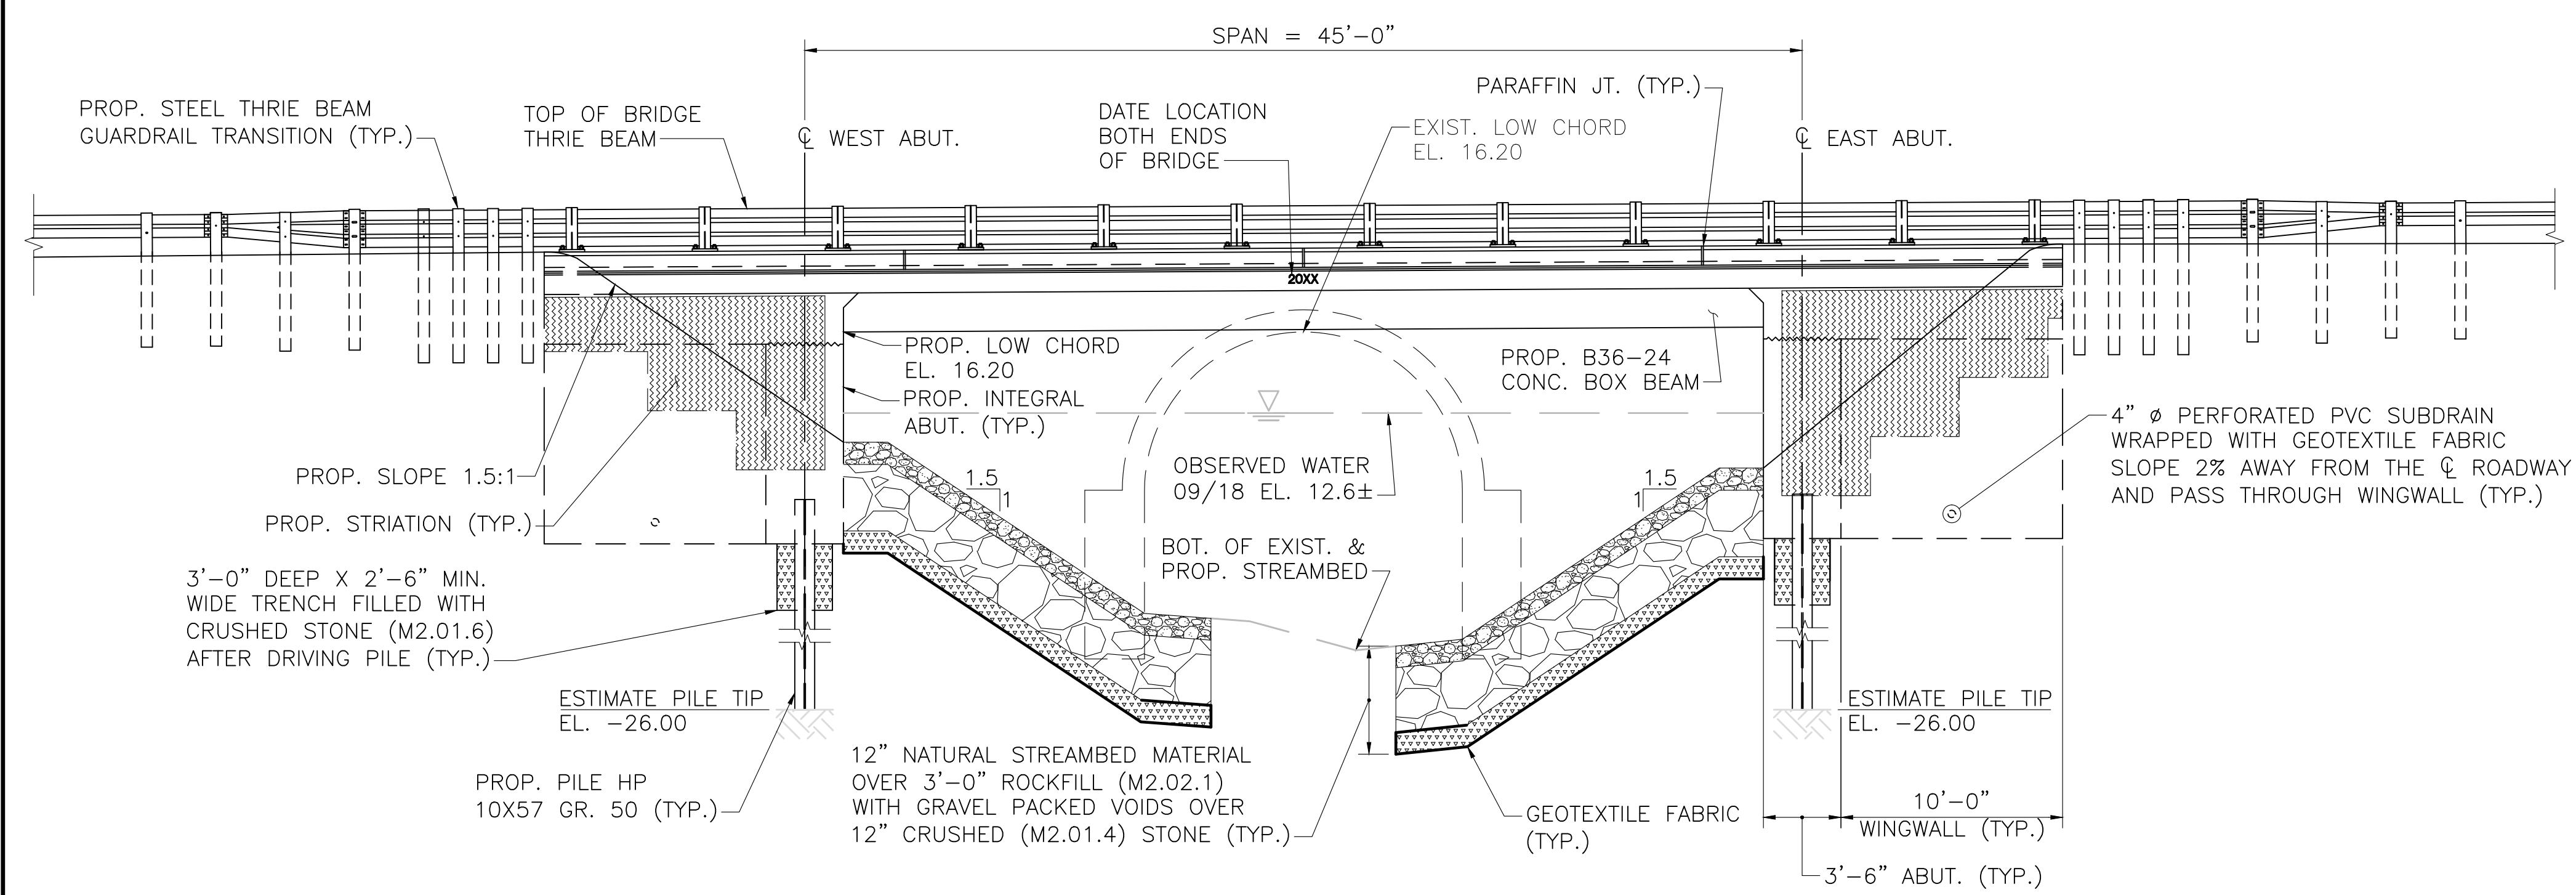 SPAN = 45'-0"
PROP. STEEL THRIE BEAM
GUARDRAIL TRANSITION (TYP.)
TOP OF BRIDGE
THRIE BEAM
℄ WEST ABUT.
DATE LOCATION
BOTH ENDS
OF BRIDGE
PARAFFIN JT. (TYP.)
EXIST. LOW CHORD
EL. 16.20
℄ EAST ABUT.
20XX
PROP. LOW CHORD
EL. 16.20
PROP. INTEGRAL
ABUT. (TYP.)
PROP. B36-24
CONC. BOX BEAM
PROP. SLOPE 1.5:1
PROP. STRIATION (TYP.)
1.5
1
OBSERVED WATER
09/18 EL. 12.6±
1.5
1
4" ø PERFORATED PVC SUBDRAIN
WRAPPED WITH GEOTEXTILE FABRIC
SLOPE 2% AWAY FROM THE ℄ ROADWAY
AND PASS THROUGH WINGWALL (TYP.)
BOT. OF EXIST. &
PROP. STREAMBED
3'-0" DEEP X 2'-6" MIN.
WIDE TRENCH FILLED WITH
CRUSHED STONE (M2.01.6)
AFTER DRIVING PILE (TYP.)
ESTIMATE PILE TIP
EL. -26.00
ESTIMATE PILE TIP
EL. -26.00
PROP. PILE HP
10X57 GR. 50 (TYP.)
12" NATURAL STREAMBED MATERIAL
OVER 3'-0" ROCKFILL (M2.02.1)
WITH GRAVEL PACKED VOIDS OVER
12" CRUSHED (M2.01.4) STONE (TYP.)
GEOTEXTILE FABRIC
(TYP.)
10'-0"
WINGWALL (TYP.)
3'-6" ABUT. (TYP.)